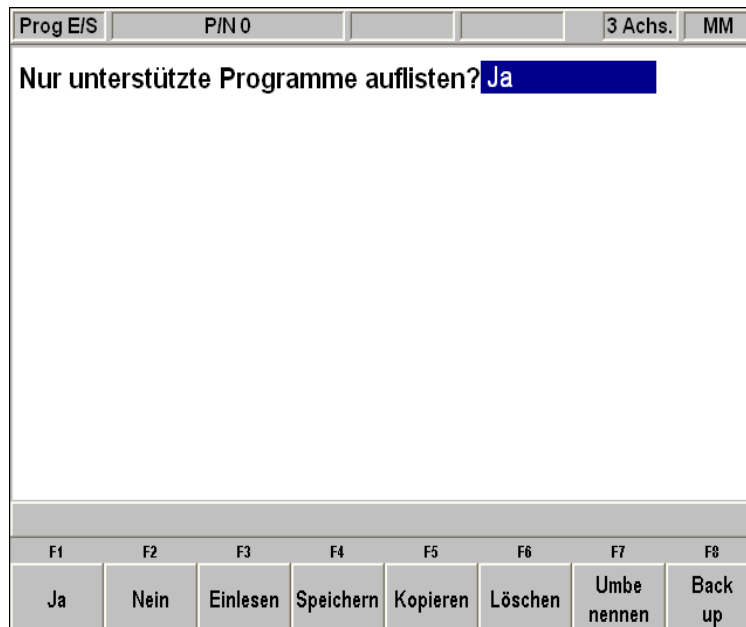 Prog E/S P/N 0 3 Achs. MM
Nur unterstützte Programme auflisten? Ja
F1 F2 F3 F4 F5 F6 F7 F8
Ja Nein Einlesen Speichern Kopieren Löschen Umbe nennen Back up